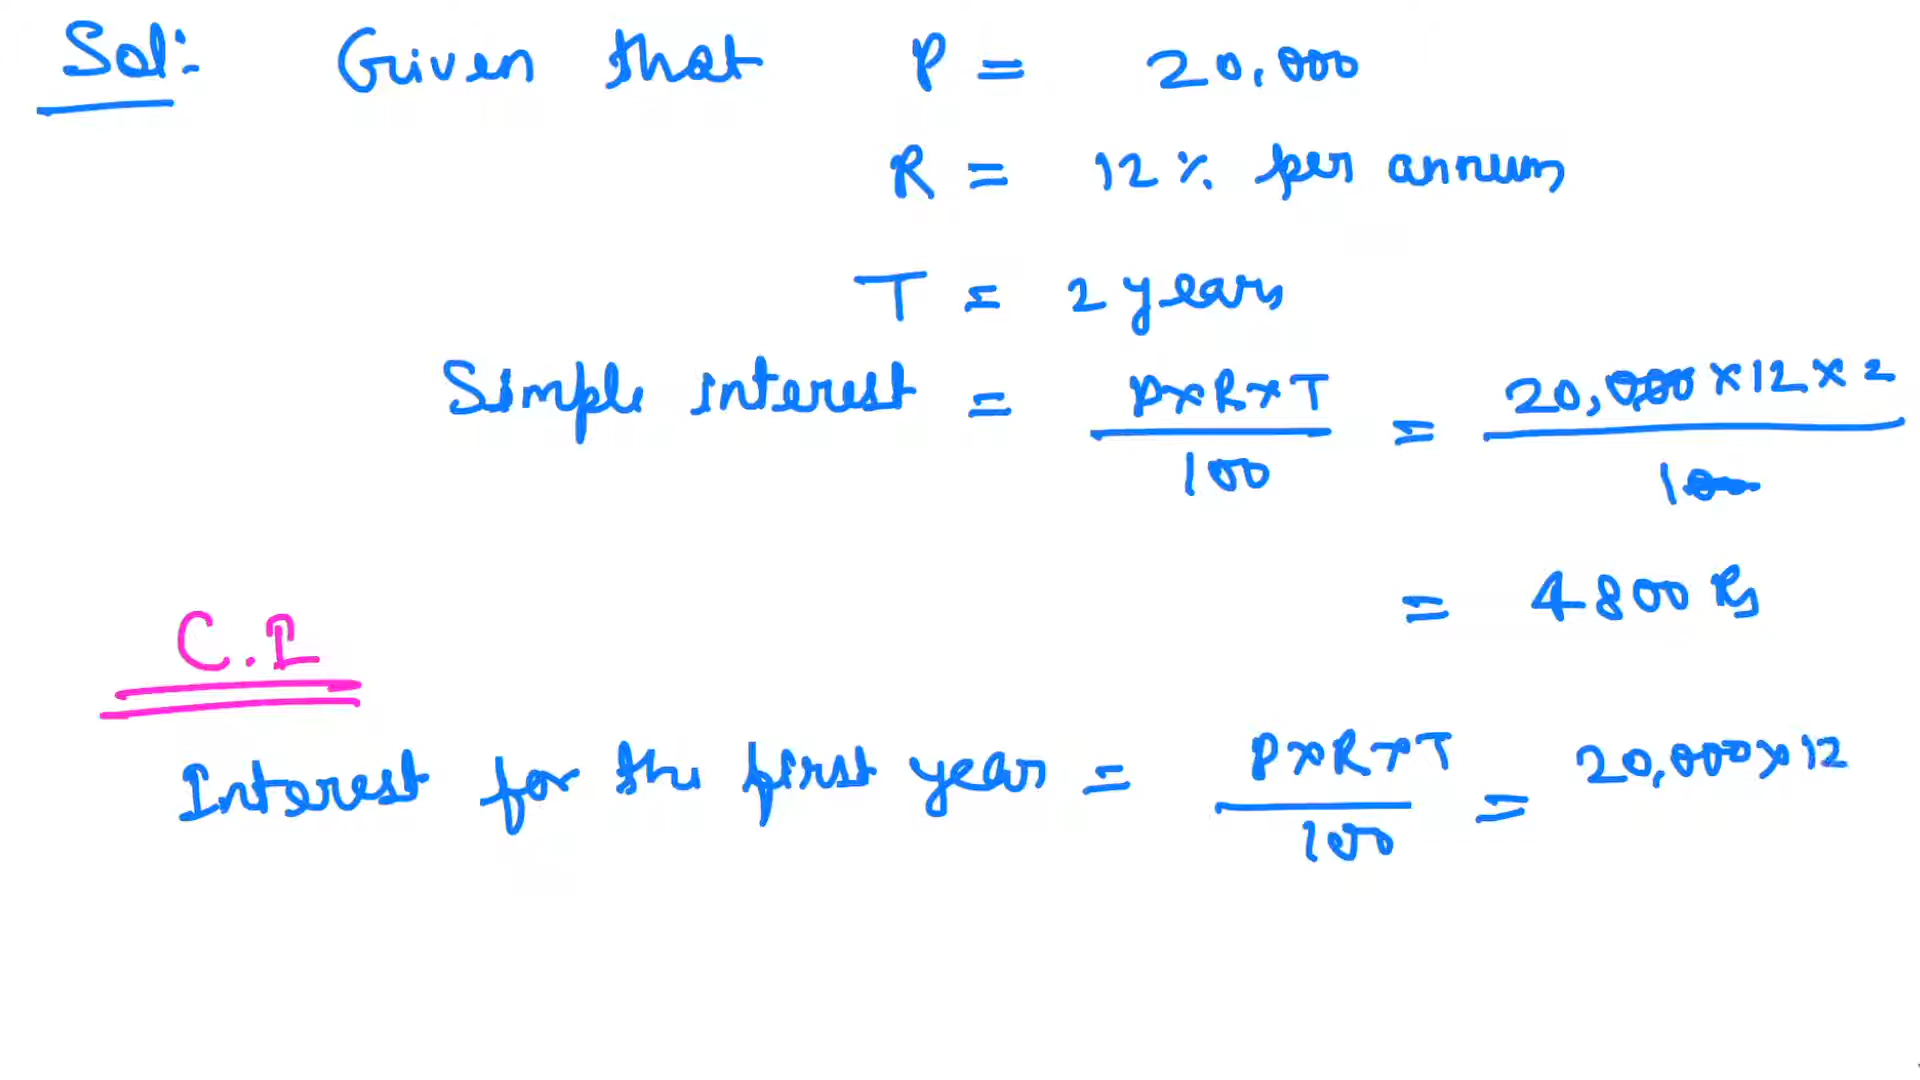 Sol:- Given that P = 20,000
R = 12% per annum
T = 2 years
Simple interest = P×R×T / 100 = 20,000×12×2 / 100
= 4800 Rs
C.I
Interest for the first year = P×R×T / 100 = 20,000×12